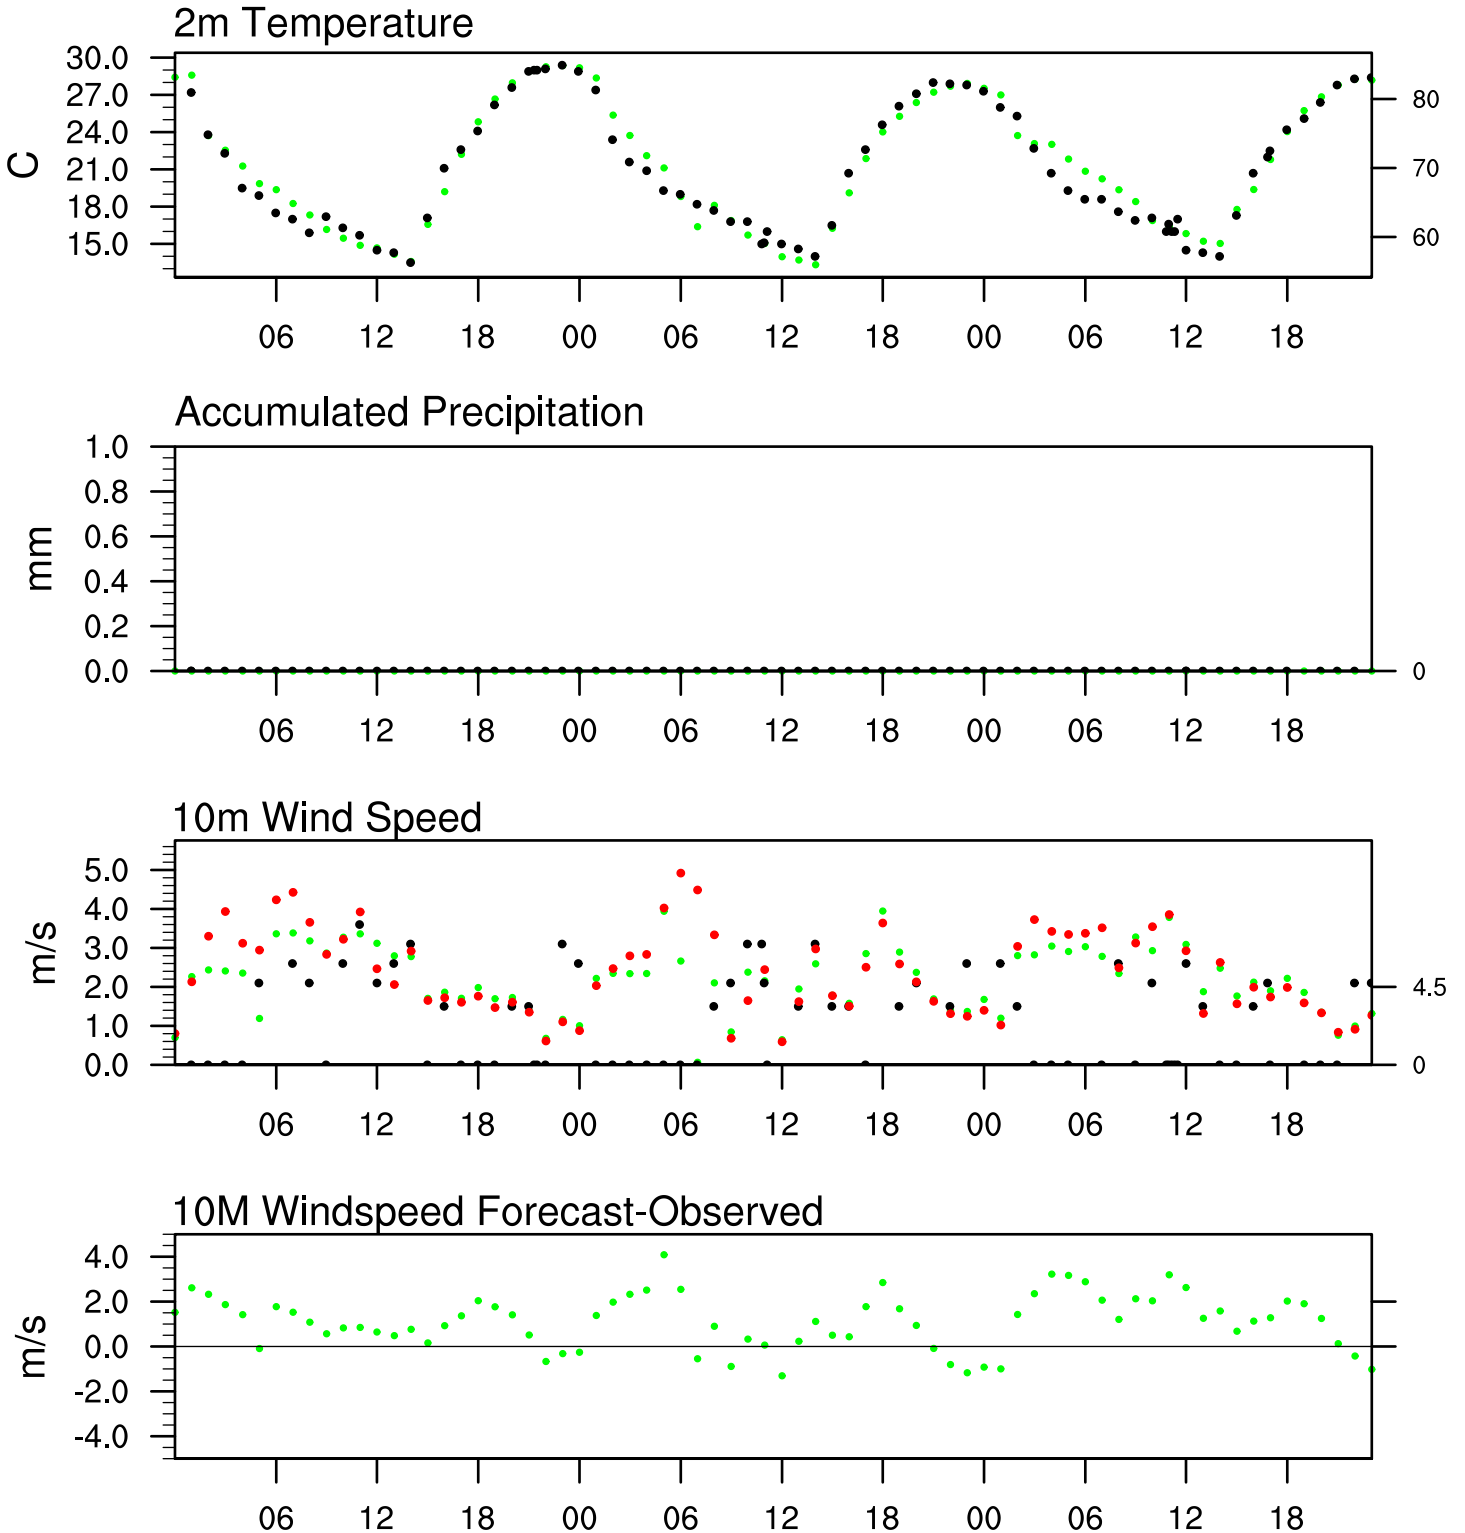 2m Temperature
30.0
27.0
24.0
21.0
18.0
15.0
C
80
70
60
06 12 18 00 06 12 18 00 06 12 18
Accumulated Precipitation
1.0
0.8
0.6
0.4
0.2
0.0
mm
0
06 12 18 00 06 12 18 00 06 12 18
10m Wind Speed
5.0
4.0
3.0
2.0
1.0
0.0
m/s
4.5
0
06 12 18 00 06 12 18 00 06 12 18
10M Windspeed Forecast-Observed
4.0
2.0
0.0
-2.0
-4.0
m/s
06 12 18 00 06 12 18 00 06 12 18